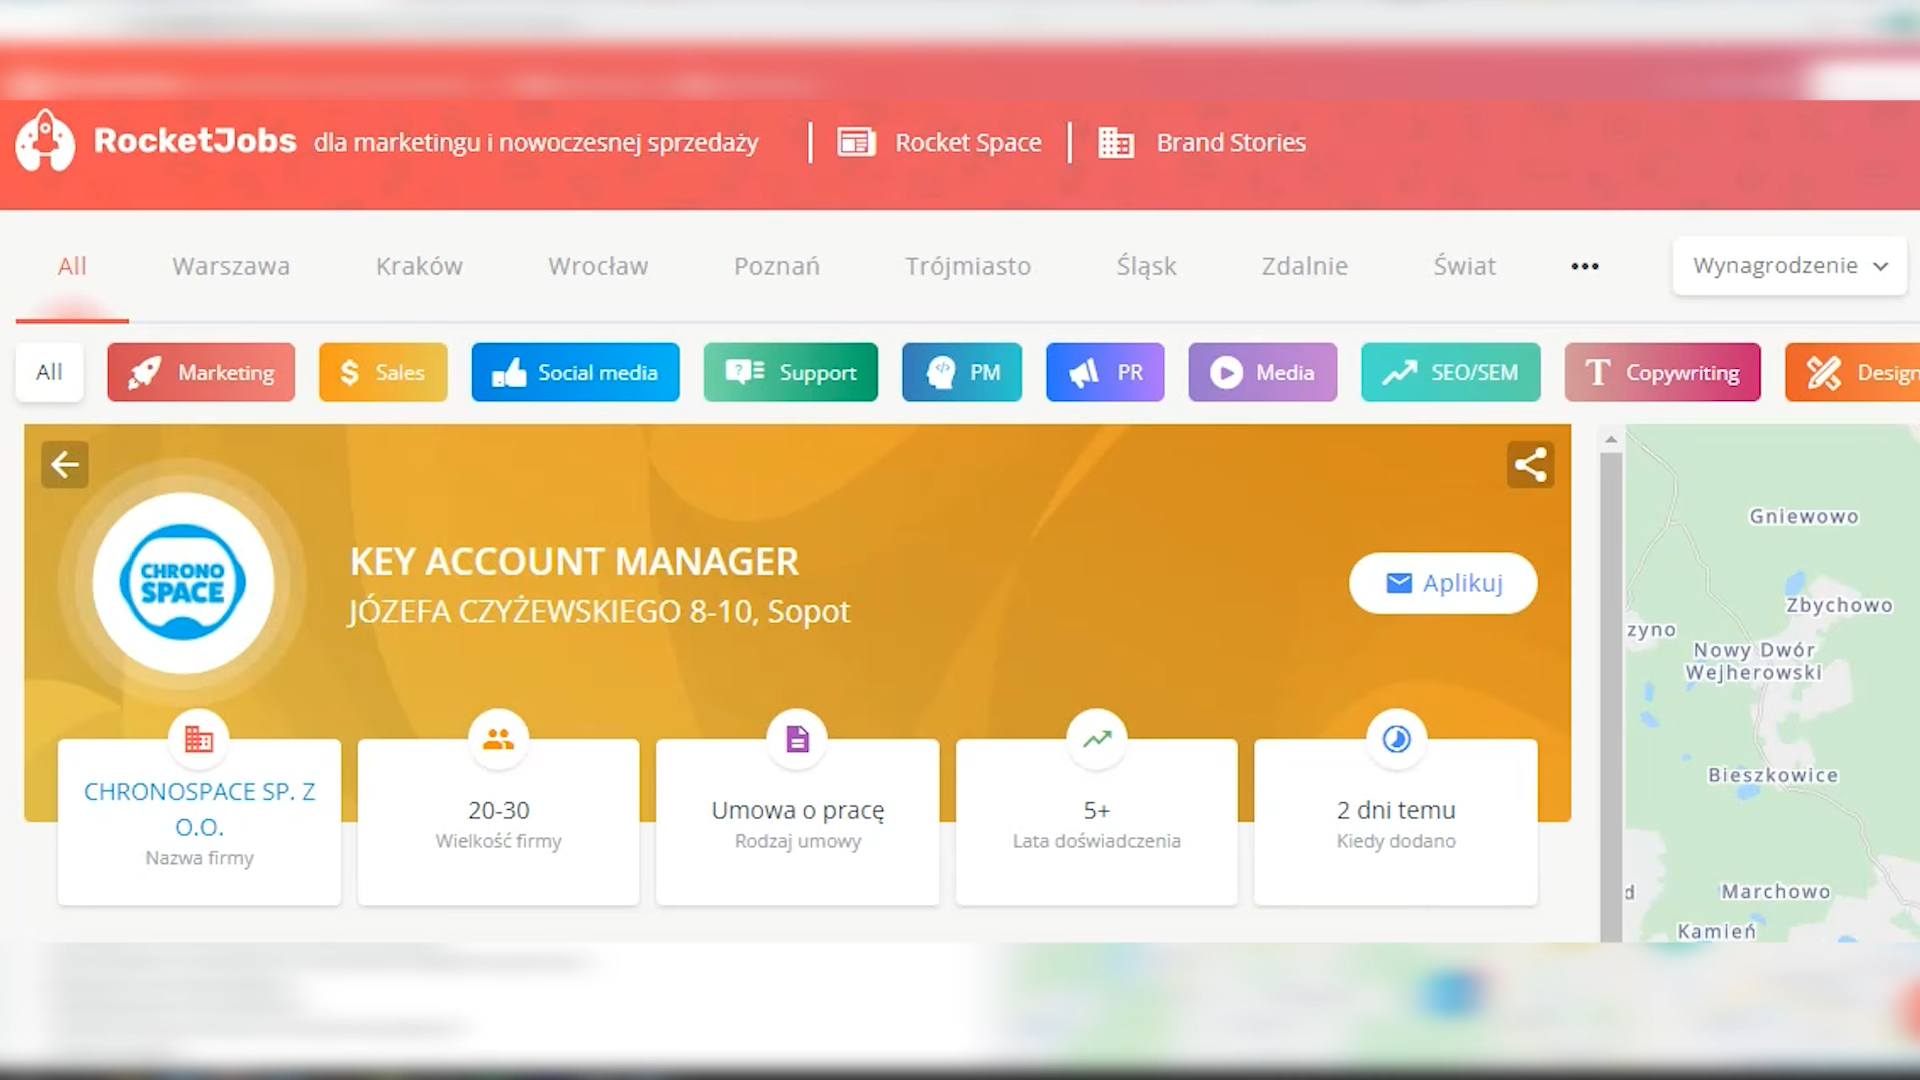 RocketJobs dla marketingu i nowoczesnej sprzedaży Rocket Space Brand Stories
All Warszawa Kraków Wrocław Poznań Trójmiasto Śląsk Zdalnie Świat ••• Wynagrodzenie
All Marketing Sales Social media Support PM PR Media SEO/SEM Copywriting Design
CHRONO
SPACE
KEY ACCOUNT MANAGER
JÓZEFA CZYŻEWSKIEGO 8-10, Sopot
Aplikuj
CHRONOSPACE SP. Z
O.O.
Nazwa firmy
20-30
Wielkość firmy
Umowa o pracę
Rodzaj umowy
5+
Lata doświadczenia
2 dni temu
Kiedy dodano
Gniewowo
Zbychowo
zyno
Nowy Dwór
Wejherowski
Bieszkowice
Marchowo
d
Kamień